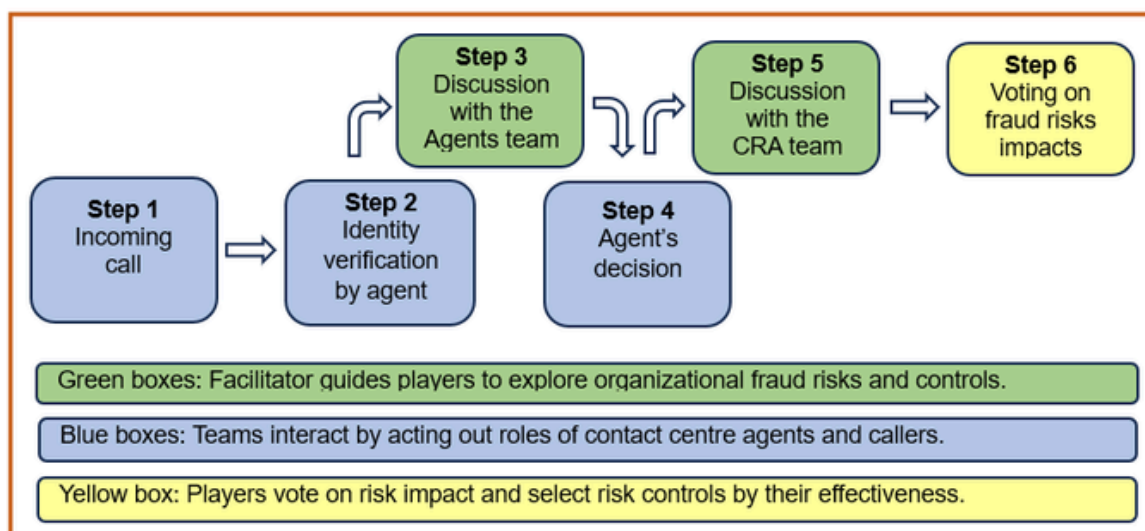 Step 1
Incoming
call
Step 2
Identity
verification
by agent
Step 3
Discussion
with the
Agents team
Step 4
Agent's
decision
Step 5
Discussion
with the
CRA team
Step 6
Voting on
fraud risks
impacts
Green boxes: Facilitator guides players to explore organizational fraud risks and controls.
Blue boxes: Teams interact by acting out roles of contact centre agents and callers.
Yellow box: Players vote on risk impact and select risk controls by their effectiveness.